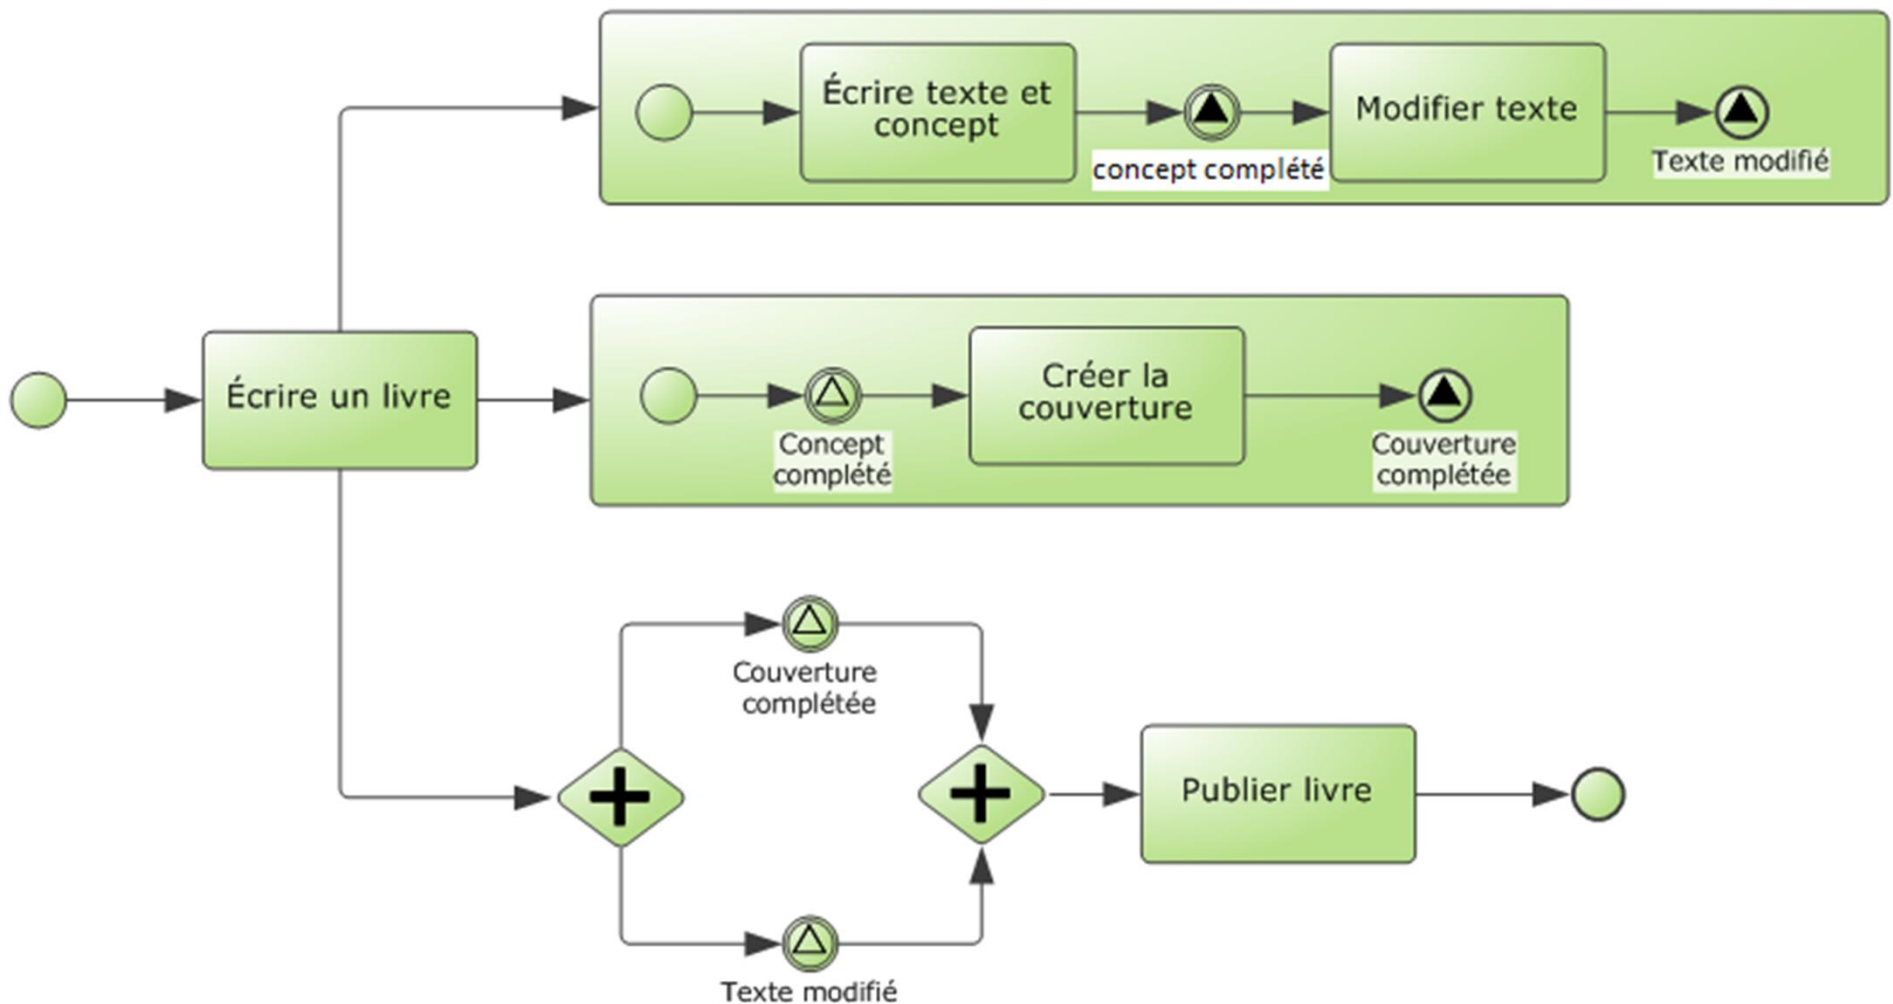 Écrire texte et
concept
concept complété
Modifier texte
Texte modifié
Écrire un livre
Concept
complété
Créer la
couverture
Couverture
complétée
Couverture
complétée
Publier livre
Texte modifié